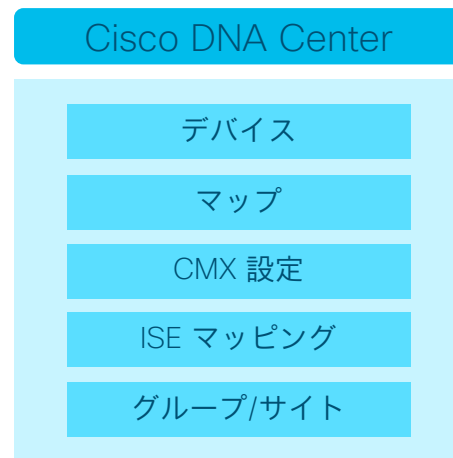 Cisco DNA Center
デバイス
マップ
CMX 設定
ISE マッピング
グループ/サイト